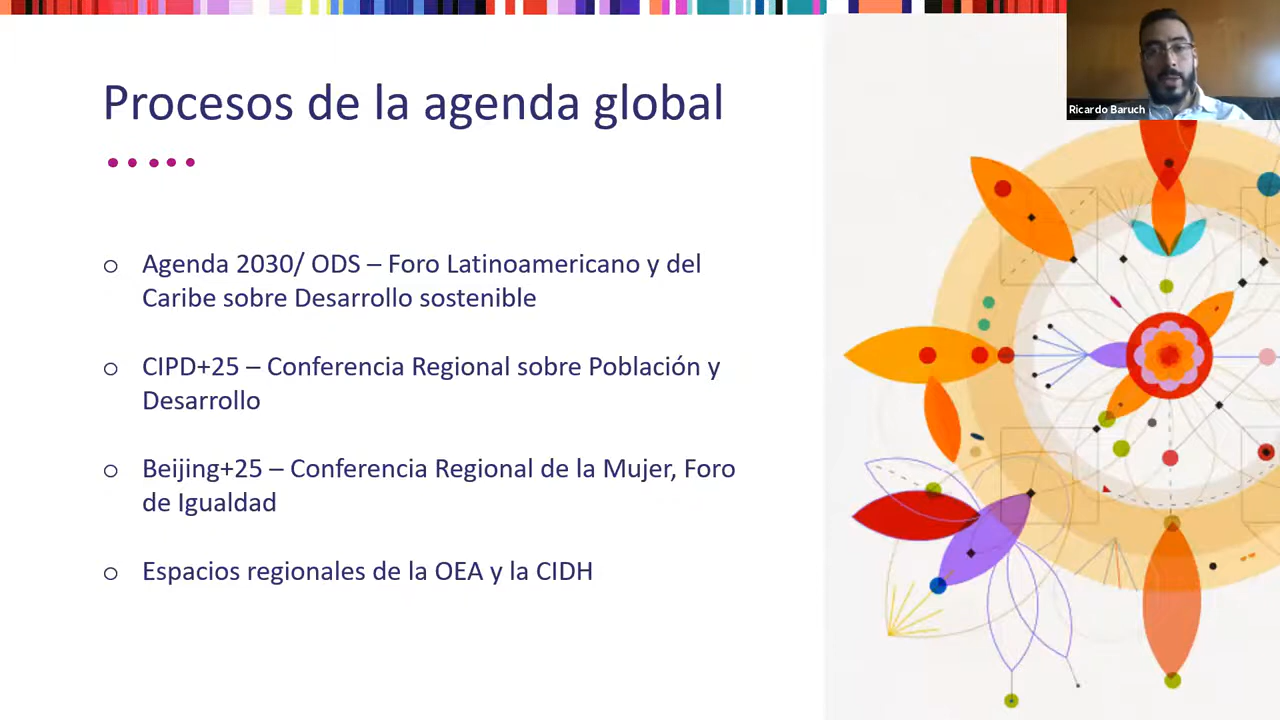 Procesos de la agenda global
Ricardo Baruch
o Agenda 2030/ ODS – Foro Latinoamericano y del
Caribe sobre Desarrollo sostenible
o CIPD+25 – Conferencia Regional sobre Población y
Desarrollo
o Beijing+25 – Conferencia Regional de la Mujer, Foro
de Igualdad
o Espacios regionales de la OEA y la CIDH